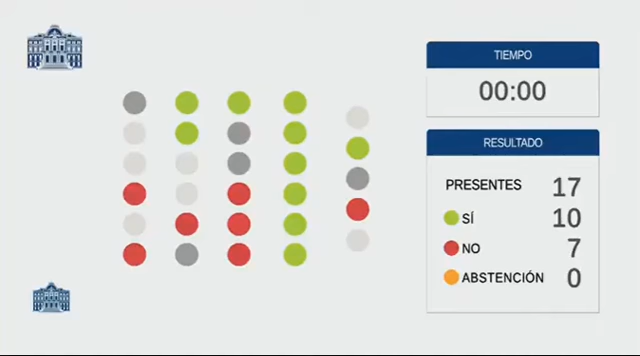 TIEMPO
00:00
RESULTADO
PRESENTES 17
SÍ 10
NO 7
ABSTENCIÓN 0